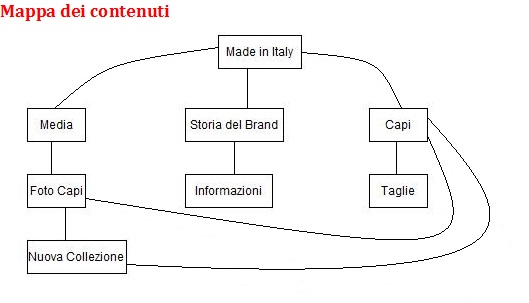 Mappa dei contenuti
Made in Italy
Media
Storia del Brand
Capi
Foto Capi
Informazioni
Taglie
Nuova Collezione